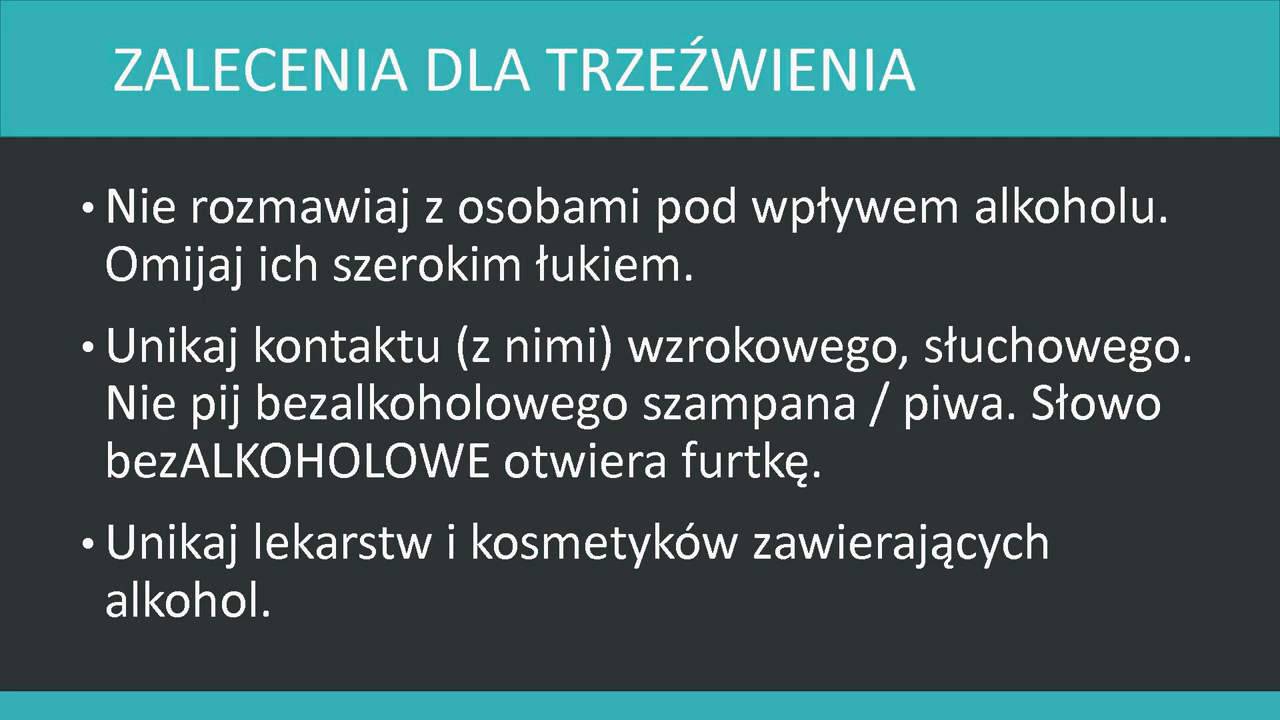 ZALECENIA DLA TRZEŹWIENIA
• Nie rozmawiaj z osobami pod wpływem alkoholu.
Omijaj ich szerokim łukiem.
• Unikaj kontaktu (z nimi) wzrokowego, słuchowego.
Nie pij bezalkoholowego szampana / piwa. Słowo
bezALKOHOLOWE otwiera furtkę.
• Unikaj lekarstw i kosmetyków zawierających
alkohol.